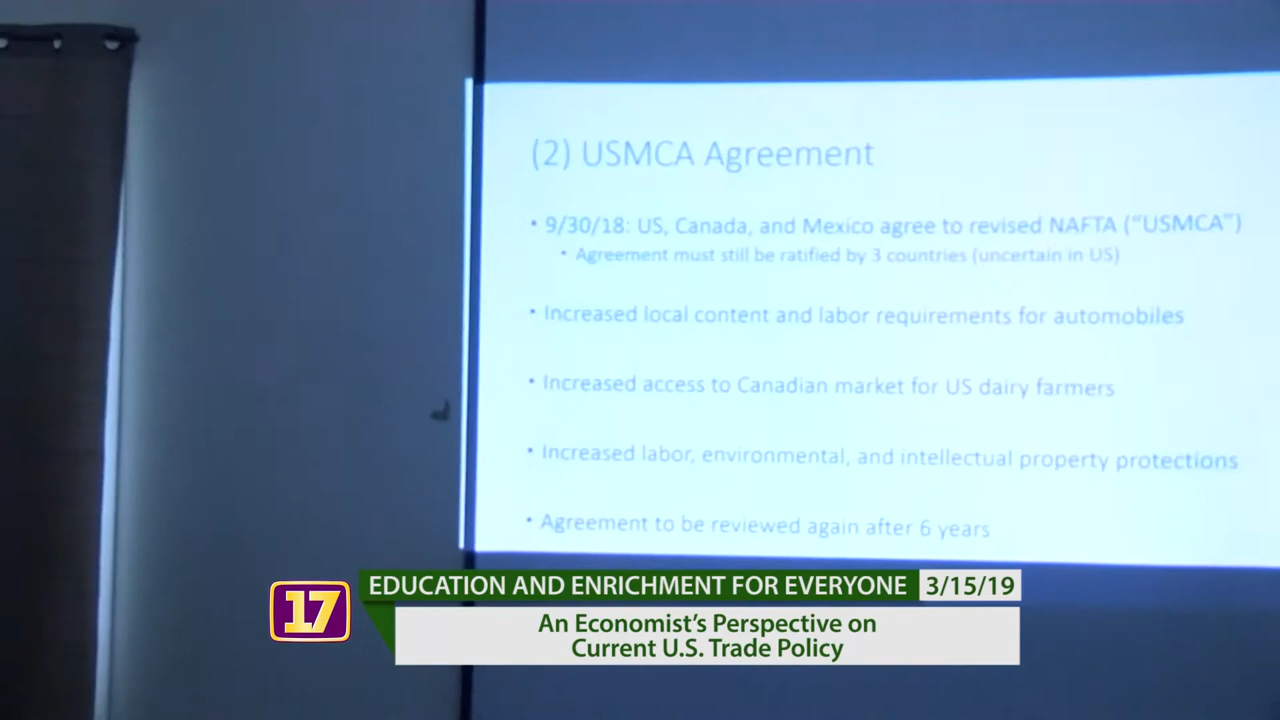 (2) USMCA Agreement
• 9/30/18: US, Canada, and Mexico agree to revised NAFTA (“USMCA”)
• Agreement must still be ratified by 3 countries (uncertain in US)
• Increased local content and labor requirements for automobiles
• Increased access to Canadian market for US dairy farmers
• Increased labor, environmental, and intellectual property protections
• Agreement to be reviewed again after 6 years
17
EDUCATION AND ENRICHMENT FOR EVERYONE 3/15/19
An Economist’s Perspective on
Current U.S. Trade Policy